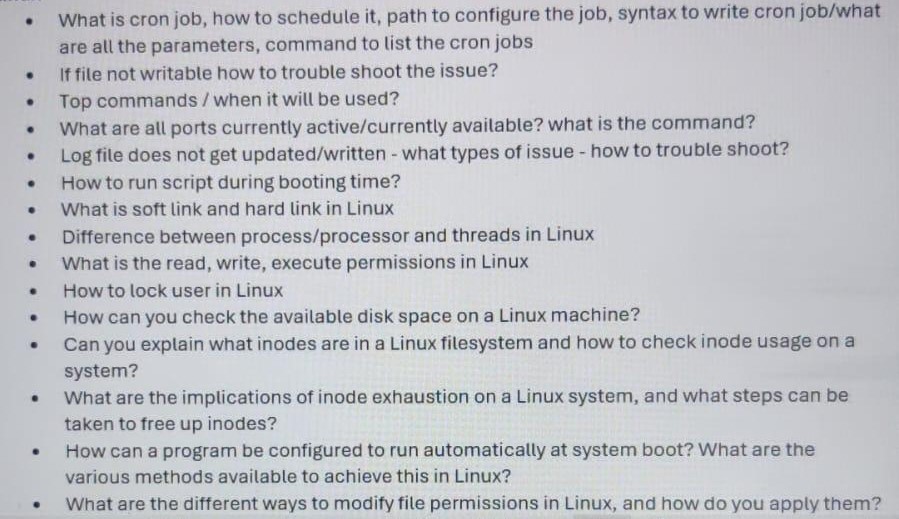 • What is cron job, how to schedule it, path to configure the job, syntax to write cron job/what
are all the parameters, command to list the cron jobs
• If file not writable how to trouble shoot the issue?
• Top commands / when it will be used?
• What are all ports currently active/currently available? what is the command?
• Log file does not get updated/written - what types of issue - how to trouble shoot?
• How to run script during booting time?
• What is soft link and hard link in Linux
• Difference between process/processor and threads in Linux
• What is the read, write, execute permissions in Linux
• How to lock user in Linux
• How can you check the available disk space on a Linux machine?
• Can you explain what inodes are in a Linux filesystem and how to check inode usage on a
system?
• What are the implications of inode exhaustion on a Linux system, and what steps can be
taken to free up inodes?
• How can a program be configured to run automatically at system boot? What are the
various methods available to achieve this in Linux?
• What are the different ways to modify file permissions in Linux, and how do you apply them?